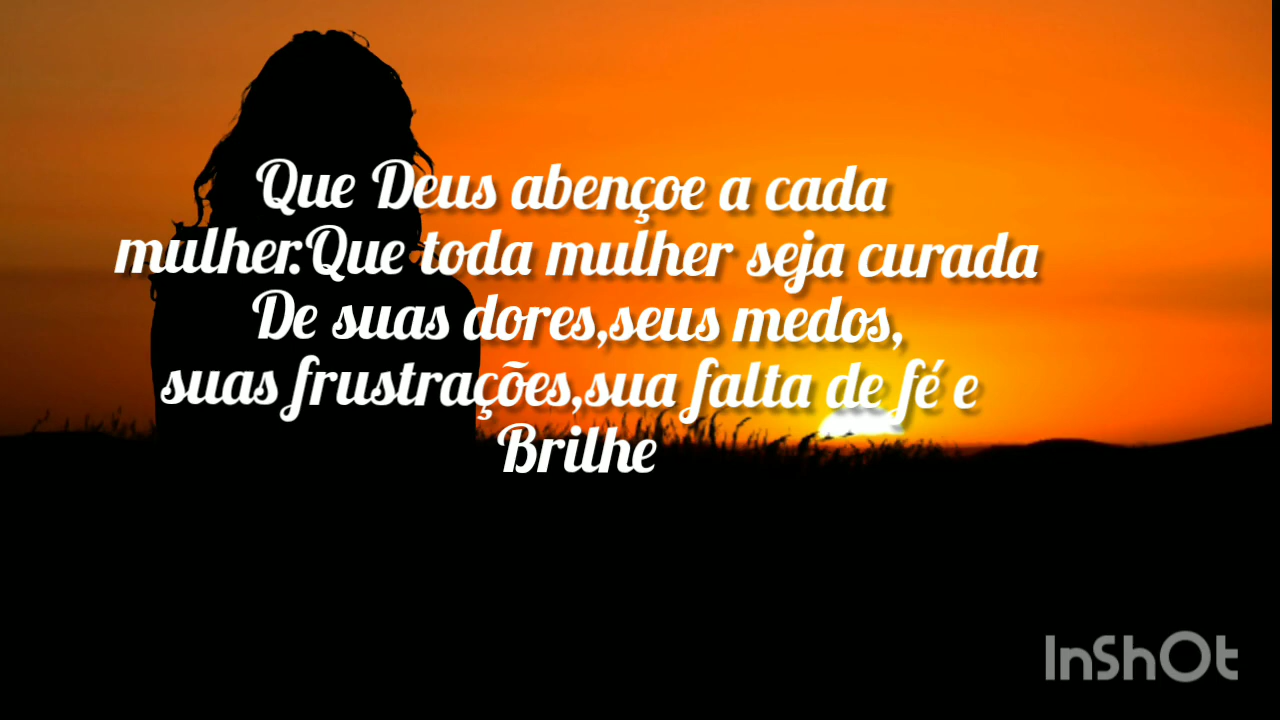 Que Deus abençoe a cada
mulher.Que toda mulher seja curada
De suas dores,seus medos,
suas frustrações,sua falta de fé e
Brilhe
InShOt